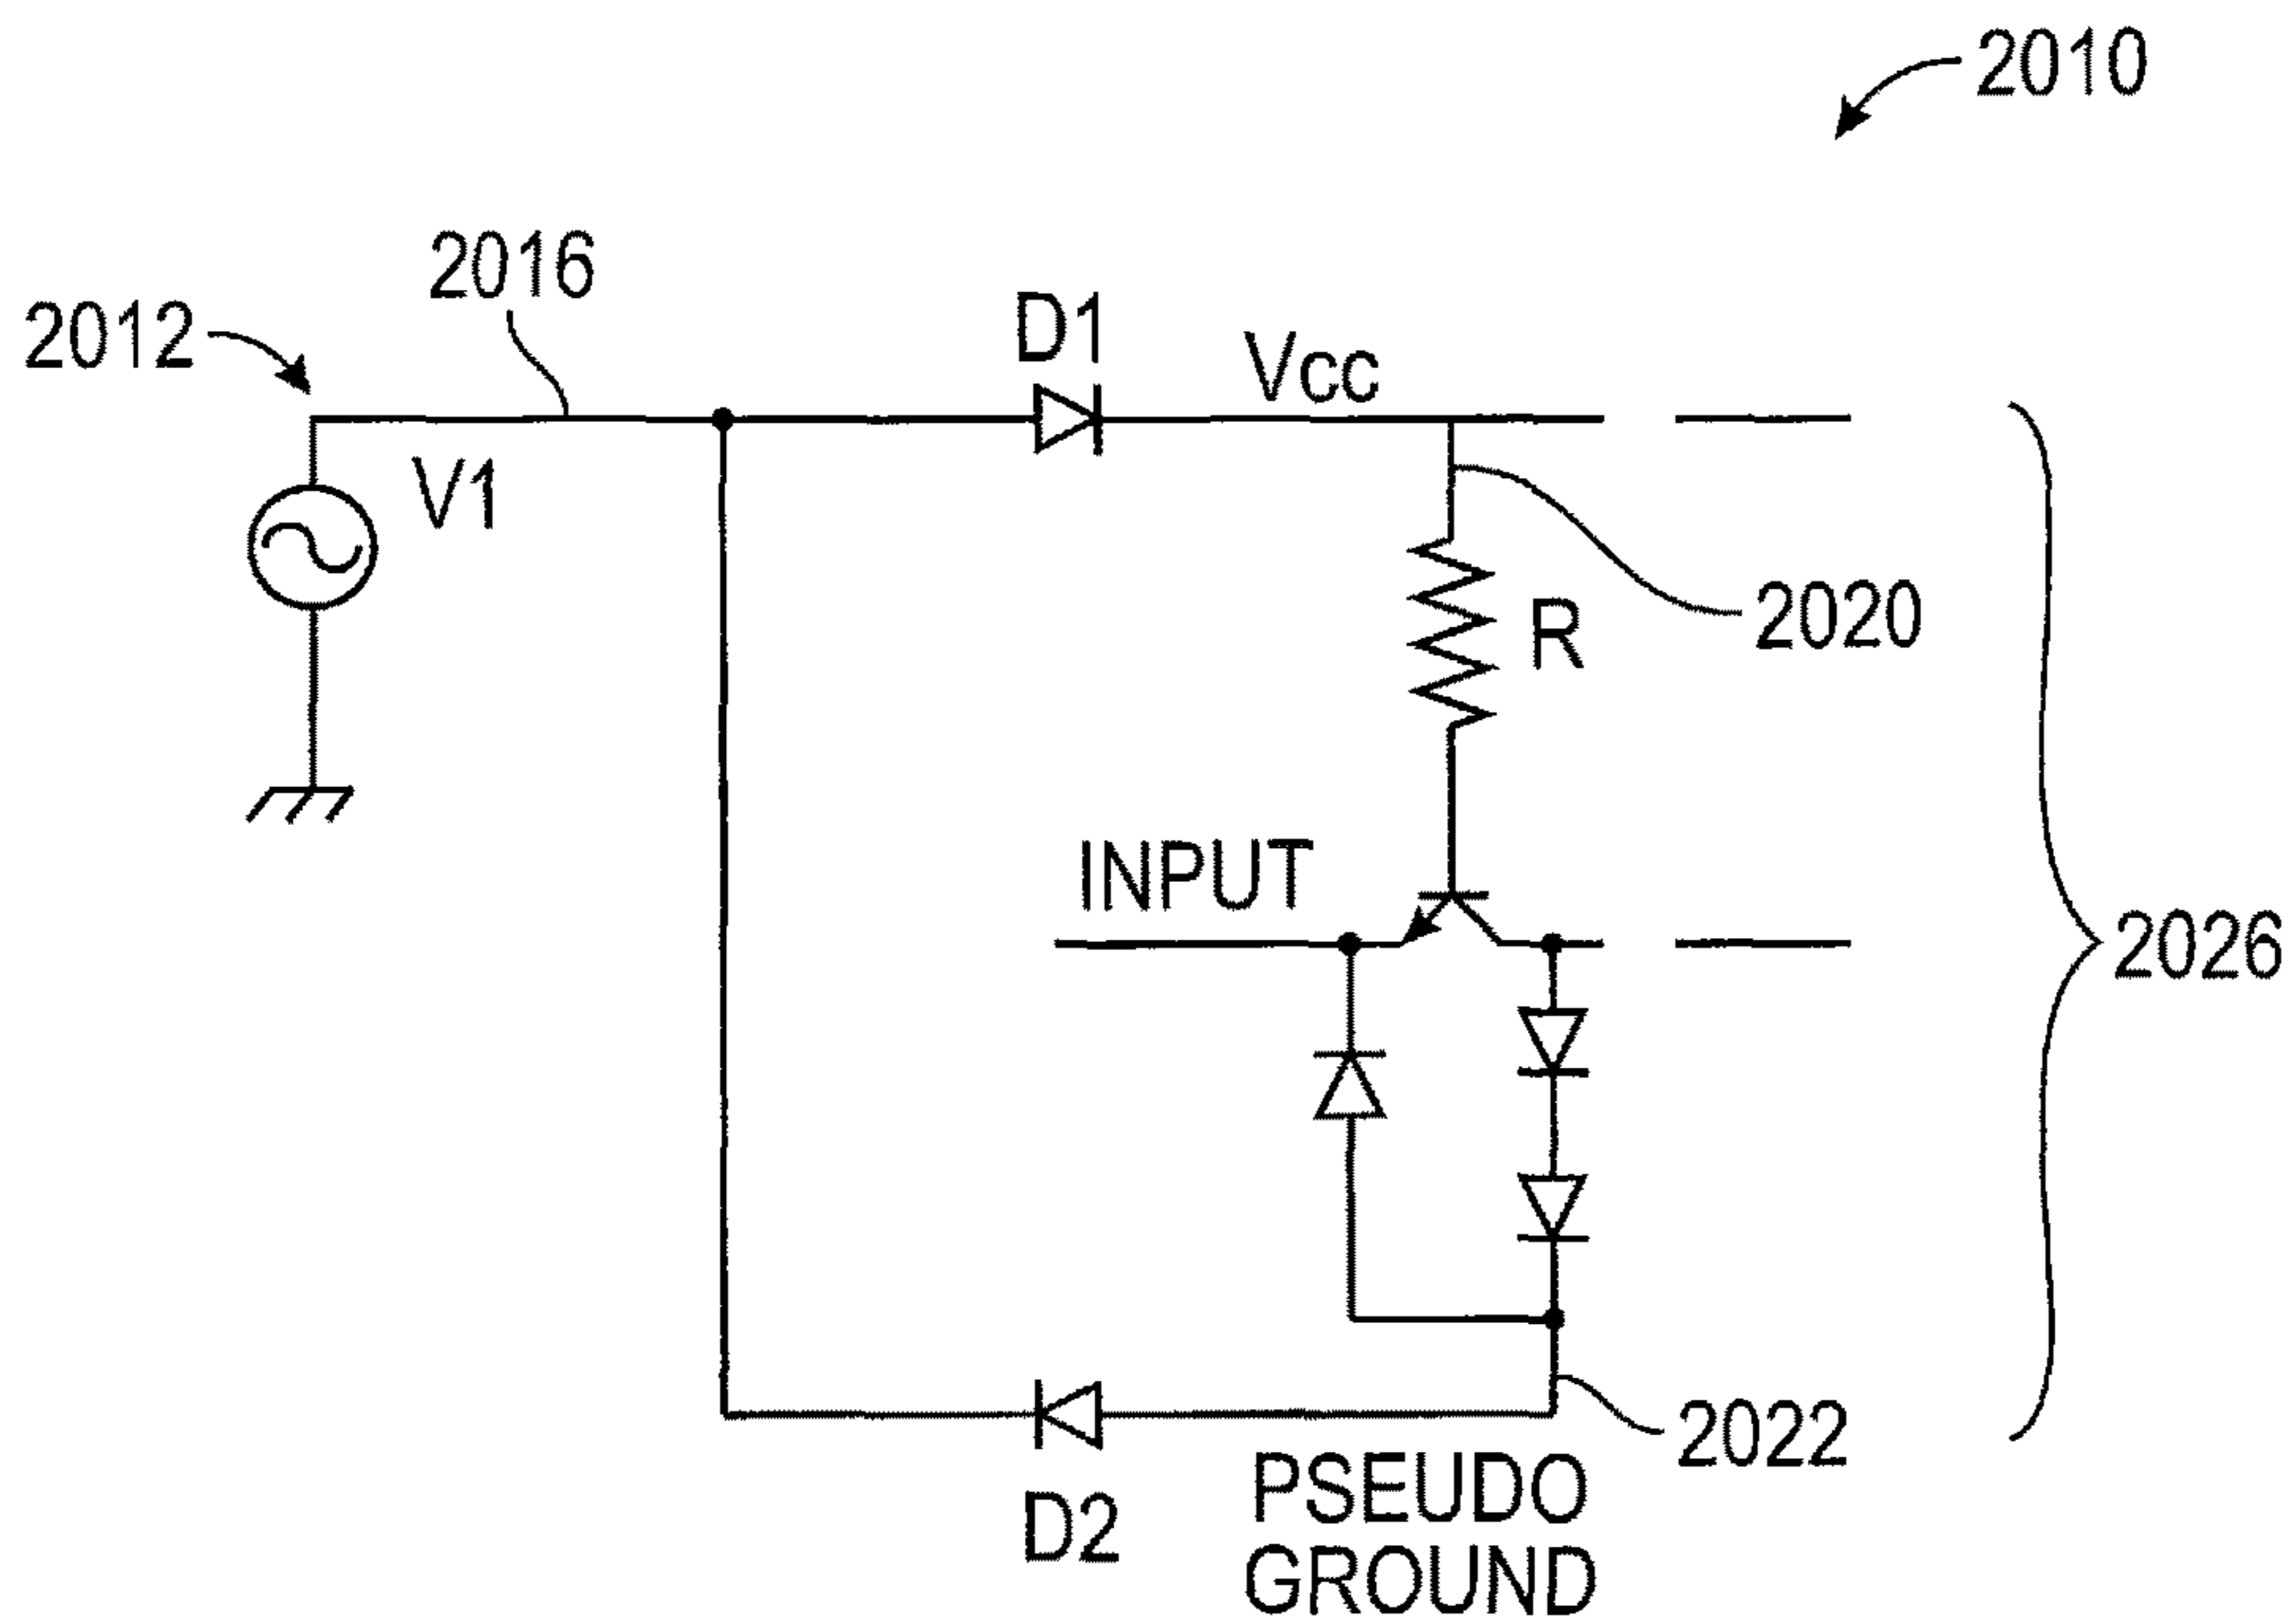 2010
2016
2012
D1
Vcc
V1
R
2020
INPUT
2026
2022
D2
PSEUDO
GROUND